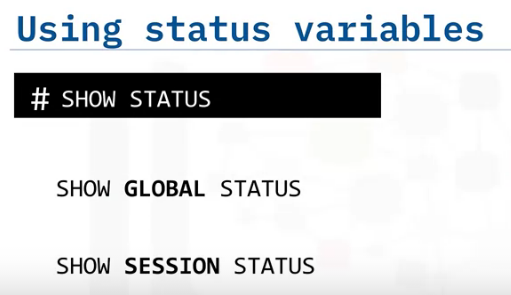 Using status variables
# SHOW STATUS
SHOW GLOBAL STATUS
SHOW SESSION STATUS